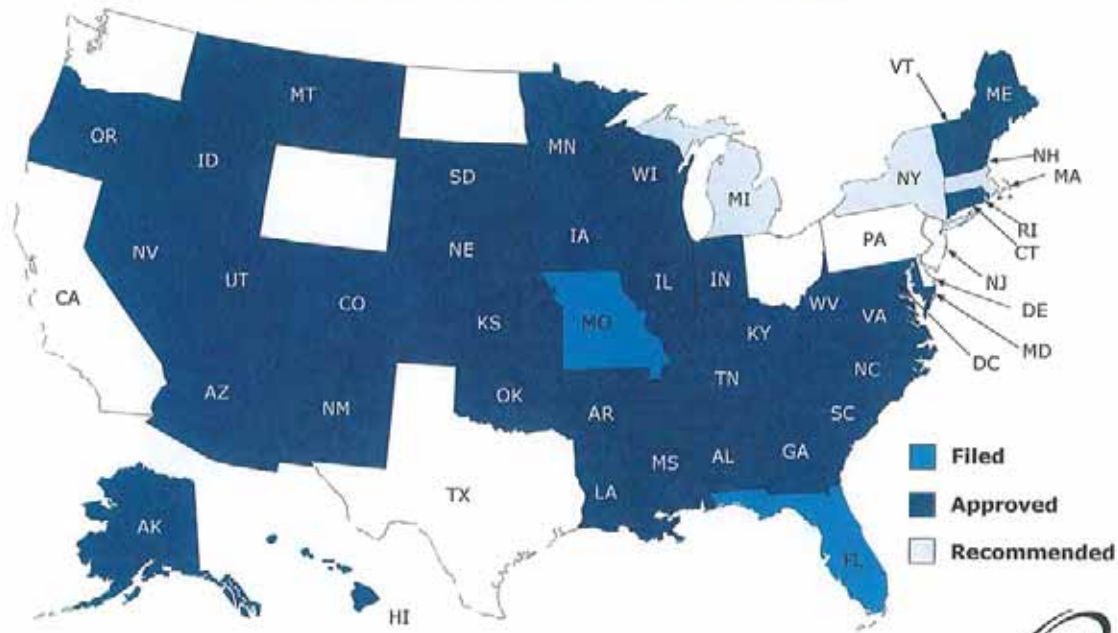 VT
ME
MT
OR
MN
ID
NH
SD
WI
NY
MA
MI
IA
NE
PA
RI
NV
CT
UT
IL
IN
NJ
CA
CO
WV
DE
KS
MO
VA
KY
MD
DC
NC
TN
AZ
OK
NM
AR
SC
GA
Filed
MS
AL
LA
TX
Approved
AK
Recommended
FL
HI